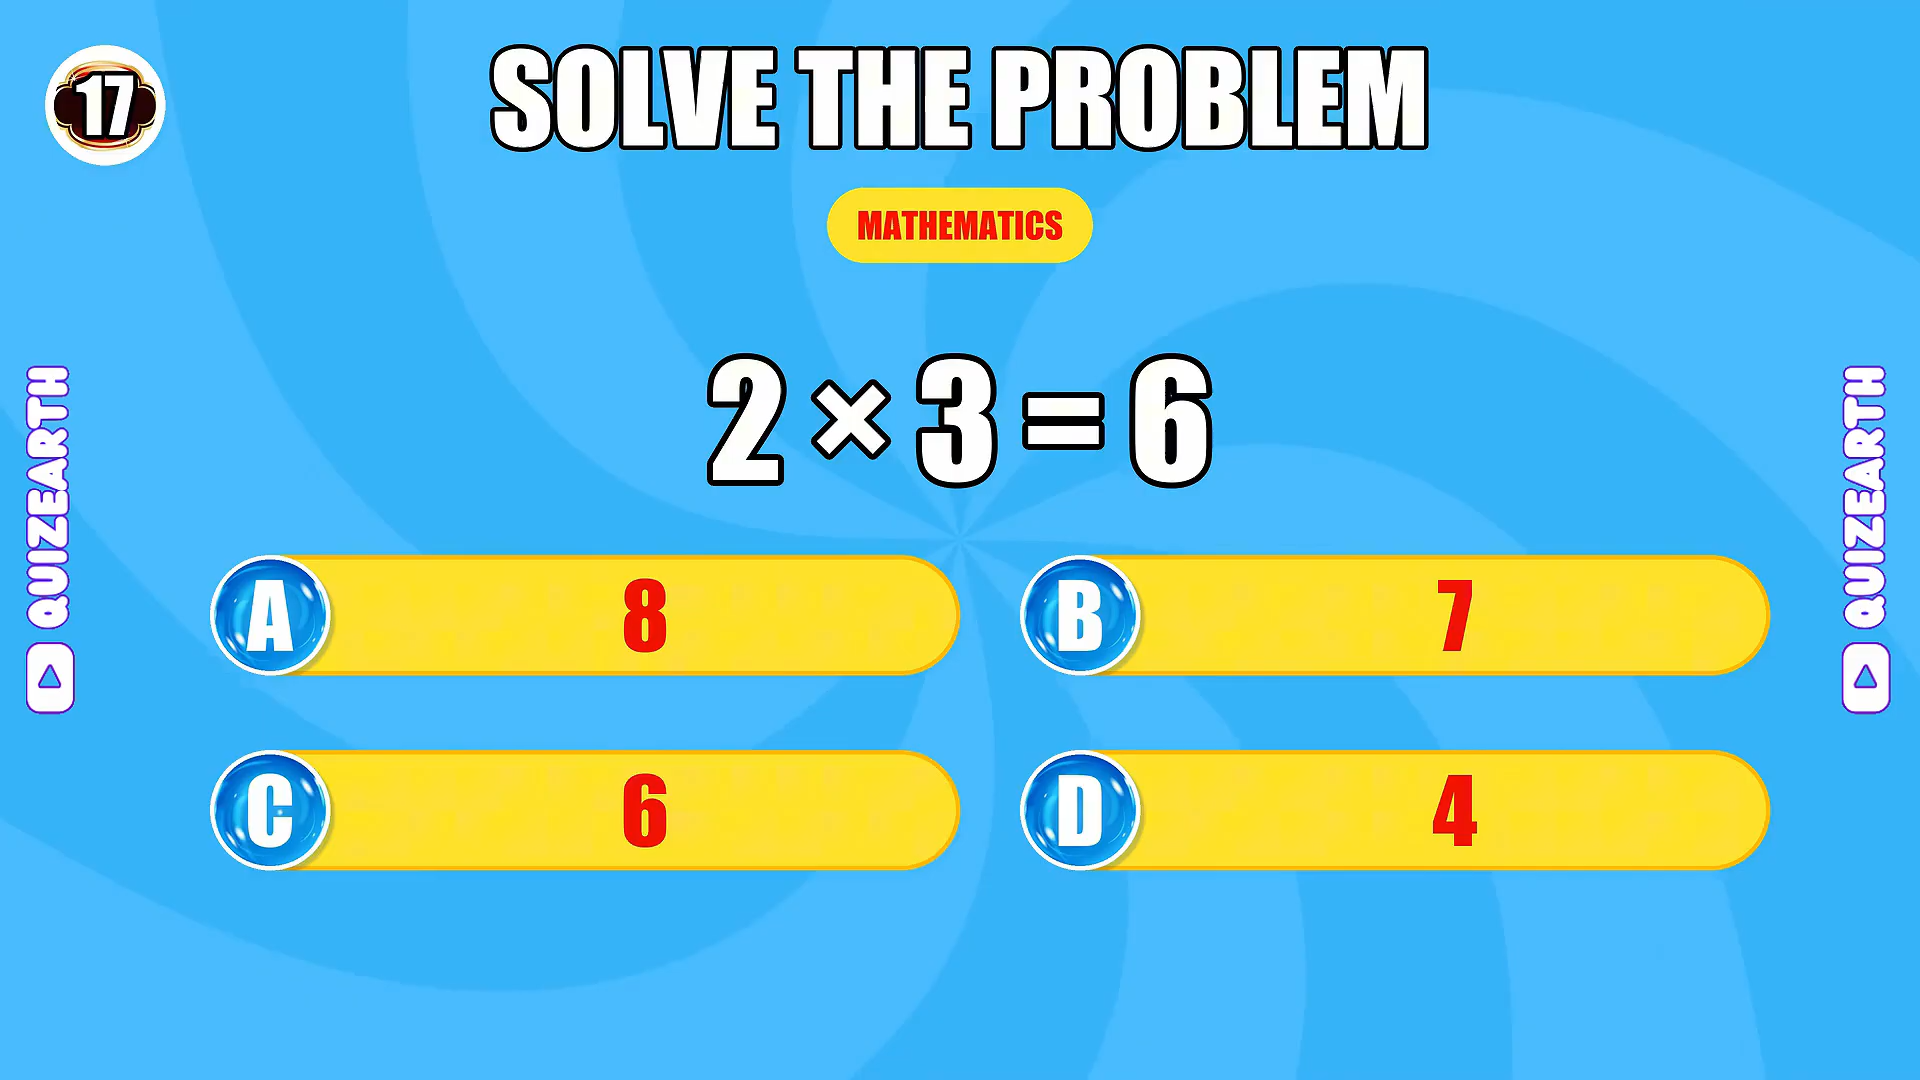 17
SOLVE THE PROBLEM
MATHEMATICS
2 × 3 = 6
A 8
B 7
C 6
D 4
QUIZEARTH
QUIZEARTH